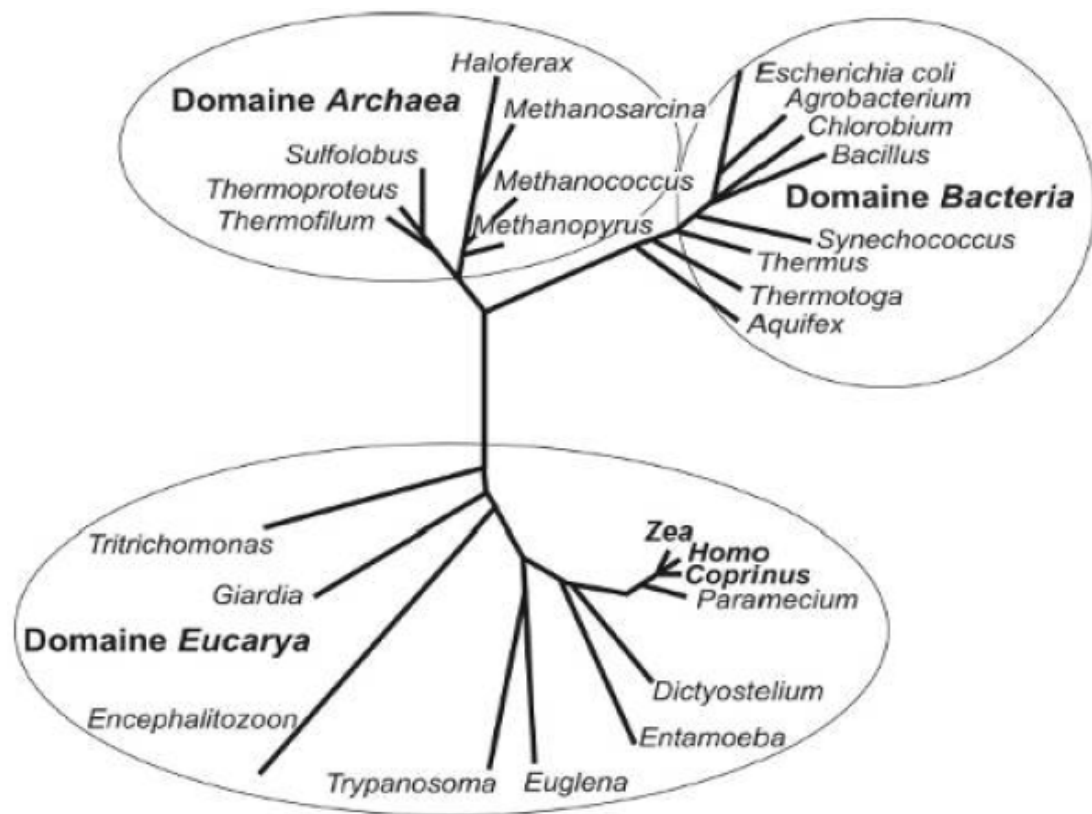 Haloferax
Domaine Archaea
Methanosarcina
Sulfolobus
Thermoproteus
Methanococcus
Thermofilum
Methanopyrus
Escherichia coli
Agrobacterium
Chlorobium
Bacillus
Domaine Bacteria
Synechococcus
Thermus
Thermotoga
Aquifex
Tritrichomonas
Giardia
Domaine Eucarya
Encephalitozoon
Trypanosoma
Euglena
Zea
Homo
Coprinus
Paramecium
Dictyostelium
Entamoeba